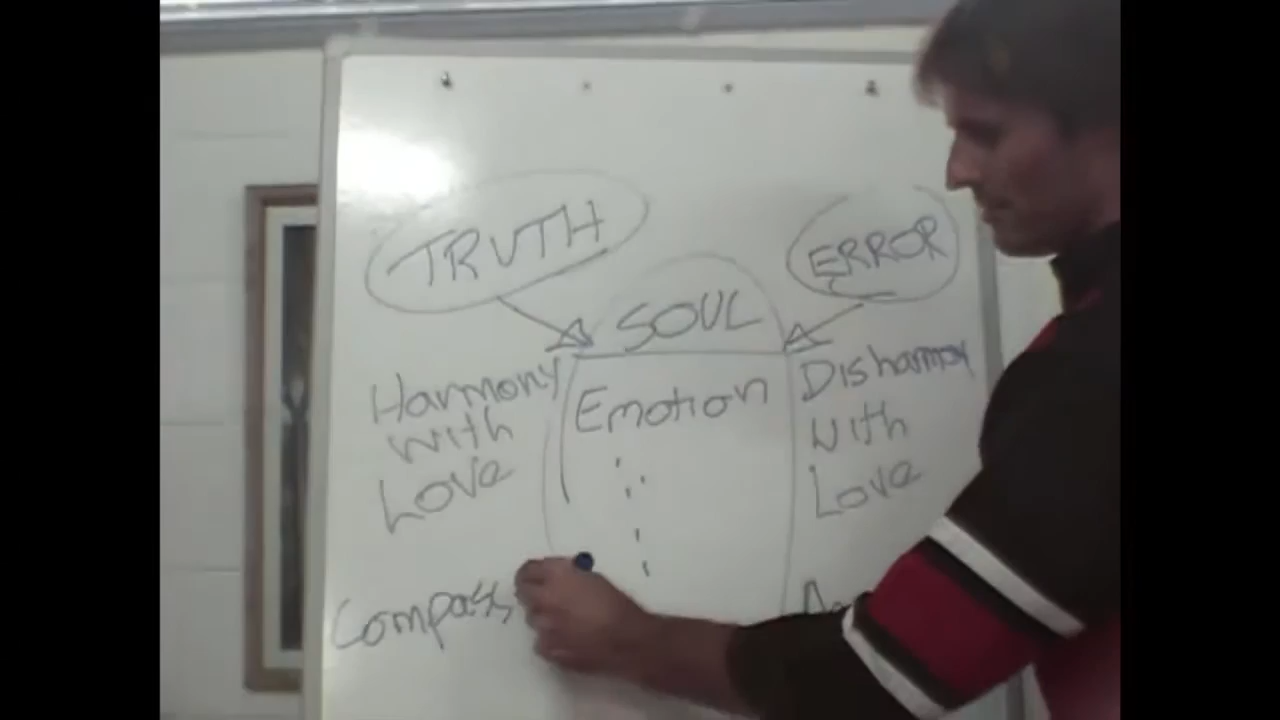 TRUTH
ERROR
SOUL
Harmony
with
Love
Emotion
Disharmony
with
Love
Compass